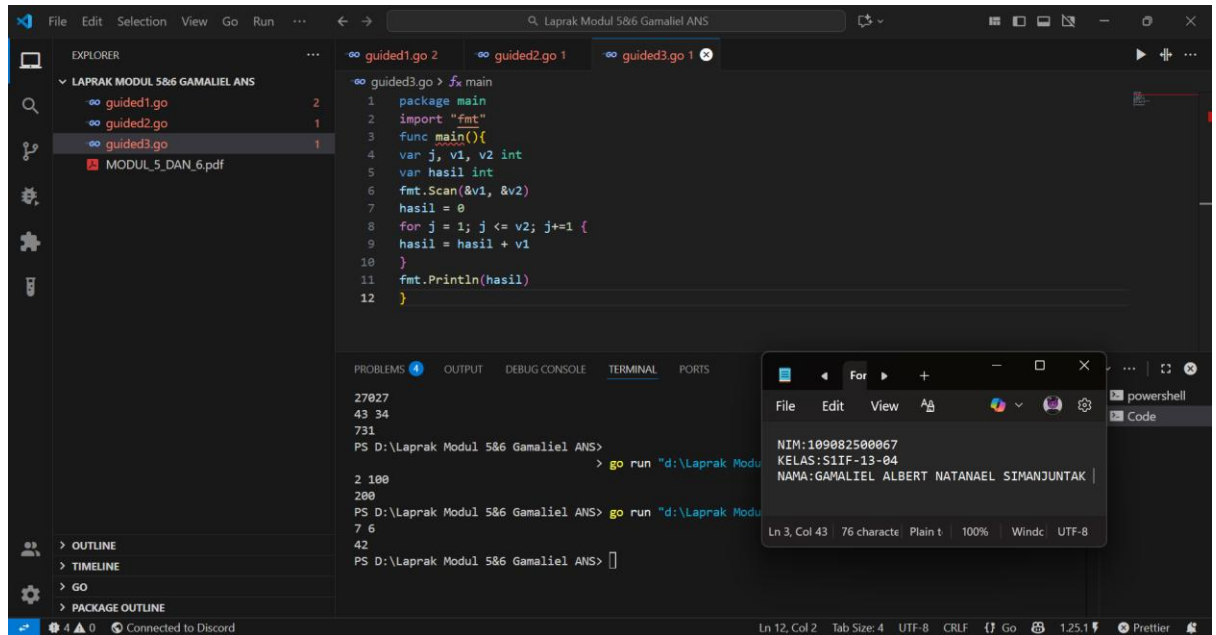 File Edit Selection View Go Run ... Laprak Modul 5&6 Gamaliel ANS
EXPLORER ...
LAPRAK MODUL 5&6 GAMALIEL ANS
guided1.go 2
guided2.go 1
guided3.go 1
MODUL_5_DAN_6.pdf
OUTLINE
TIMELINE
GO
PACKAGE OUTLINE
guided1.go 2 guided2.go 1 guided3.go 1
guided3.go > main
1 package main
2 import "fmt"
3 func main(){
4 var j, v1, v2 int
5 var hasil int
6 fmt.Scan(&v1, &v2)
7 hasil = 0
8 for j = 1; j <= v2; j+=1 {
9 hasil = hasil + v1
10 }
11 fmt.Println(hasil)
12 }
PROBLEMS 4 OUTPUT DEBUG CONSOLE TERMINAL PORTS
27027
43 34
731
PS D:\Laprak Modul 5&6 Gamaliel ANS>
> go run "d:\Laprak Modu
2 100
200
PS D:\Laprak Modul 5&6 Gamaliel ANS> go run "d:\Laprak Modu
7 6
42
PS D:\Laprak Modul 5&6 Gamaliel ANS>
powershell
Code
For
File Edit View
NIM:109082500067
KELAS:S1IF-13-04
NAMA:GAMALIEL ALBERT NATANAEL SIMANJUNTAK
Ln 3, Col 43 76 characte Plain t 100% Windc UTF-8
4 0 Connected to Discord Ln 12, Col 2 Tab Size: 4 UTF-8 CRLF Go 1.25.1 Prettier